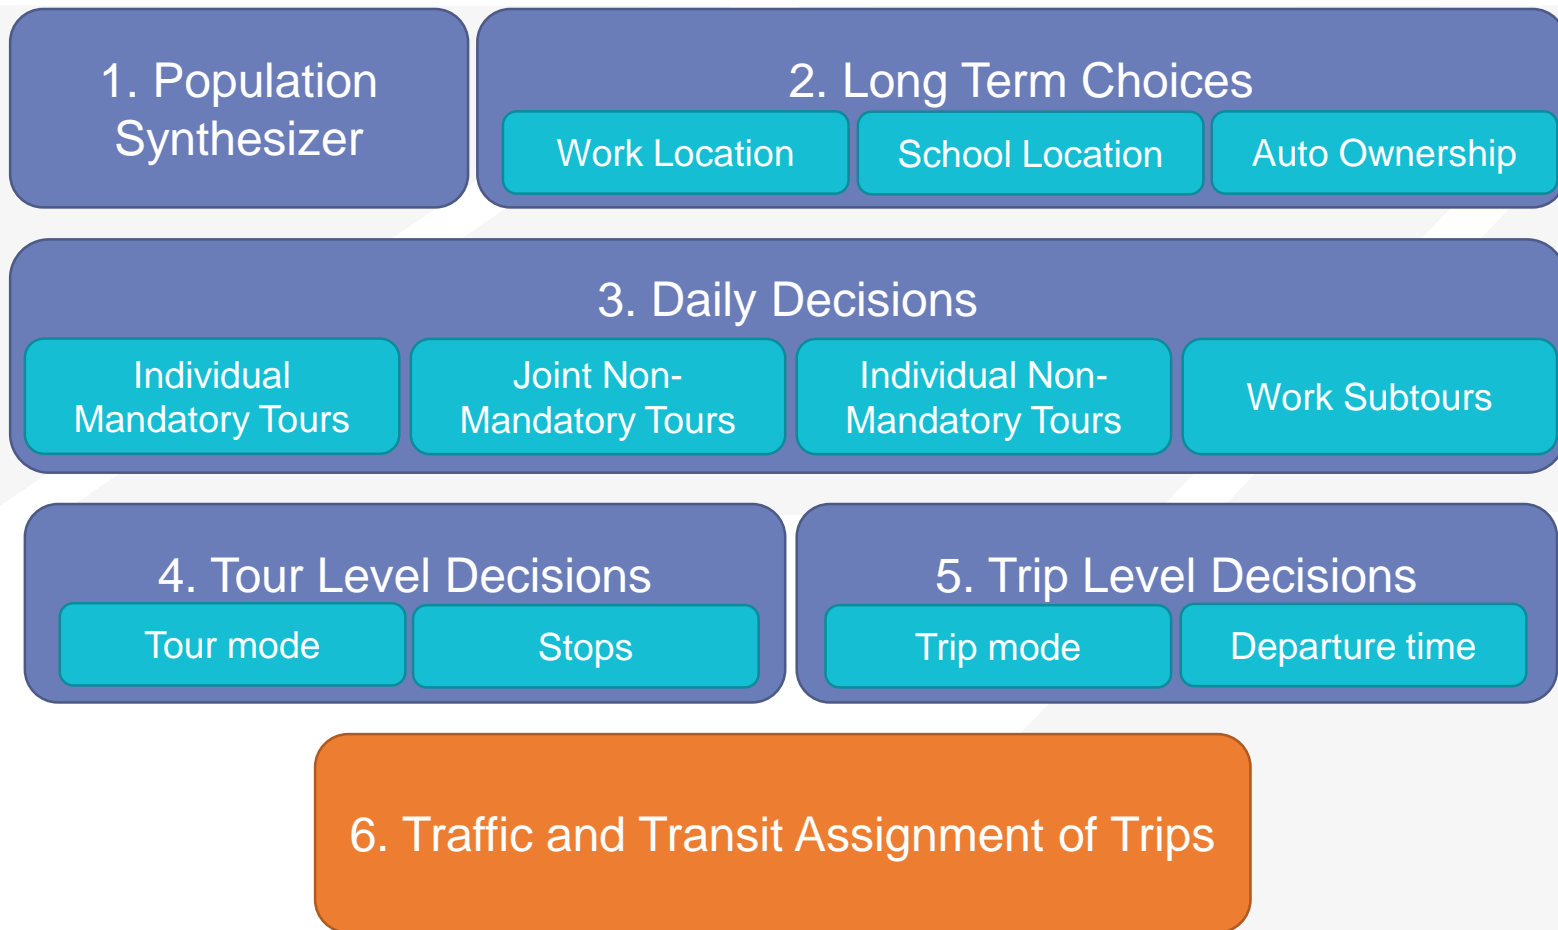 1. Population
Synthesizer
2. Long Term Choices
Work Location
School Location
Auto Ownership
3. Daily Decisions
Individual
Mandatory Tours
Joint Non-
Mandatory Tours
Individual Non-
Mandatory Tours
Work Subtours
4. Tour Level Decisions
Tour mode
Stops
5. Trip Level Decisions
Trip mode
Departure time
6. Traffic and Transit Assignment of Trips